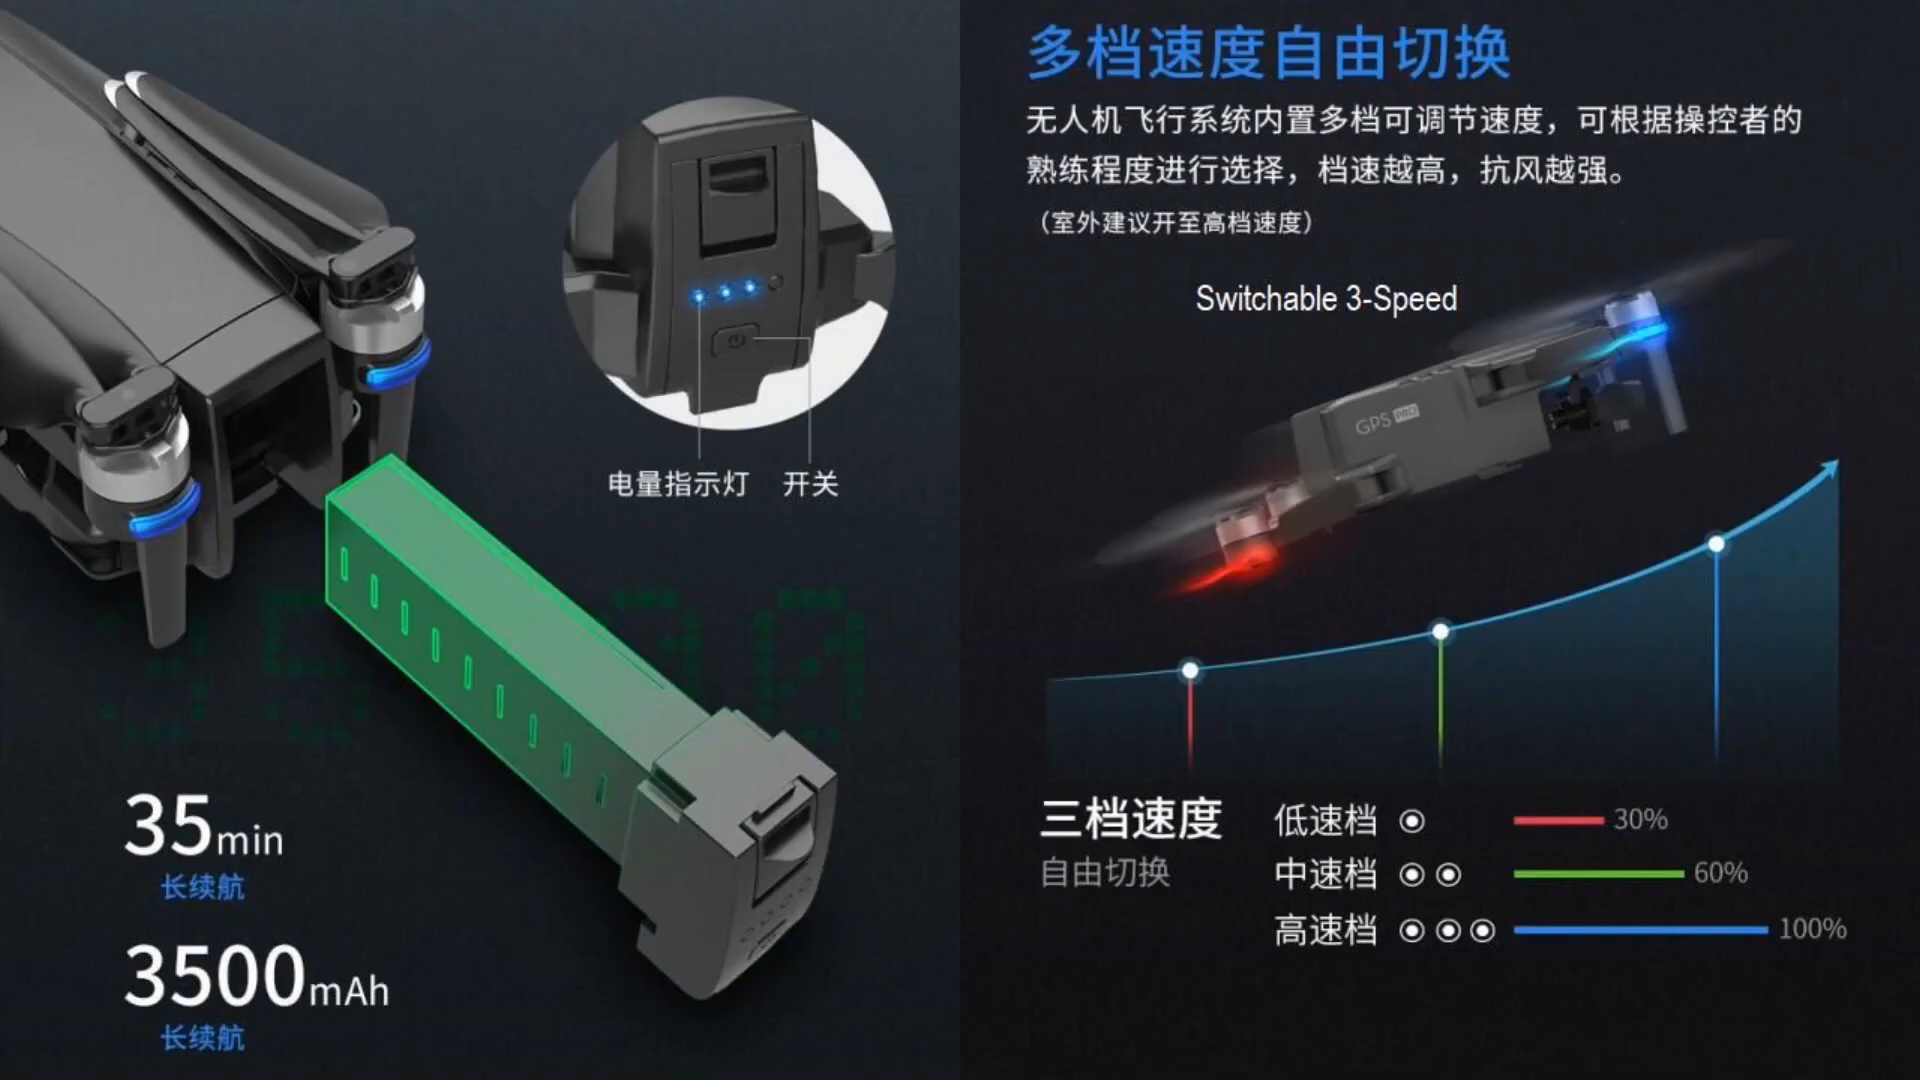 电量指示灯 开关
35min
长续航
3500mAh
长续航
多档速度自由切换
无人机飞行系统内置多档可调节速度，可根据操控者的
熟练程度进行选择，档速越高，抗风越强。
（室外建议开至高档速度）
Switchable 3-Speed
GPS PRO
三档速度
自由切换
低速档 30%
中速档 60%
高速档 100%